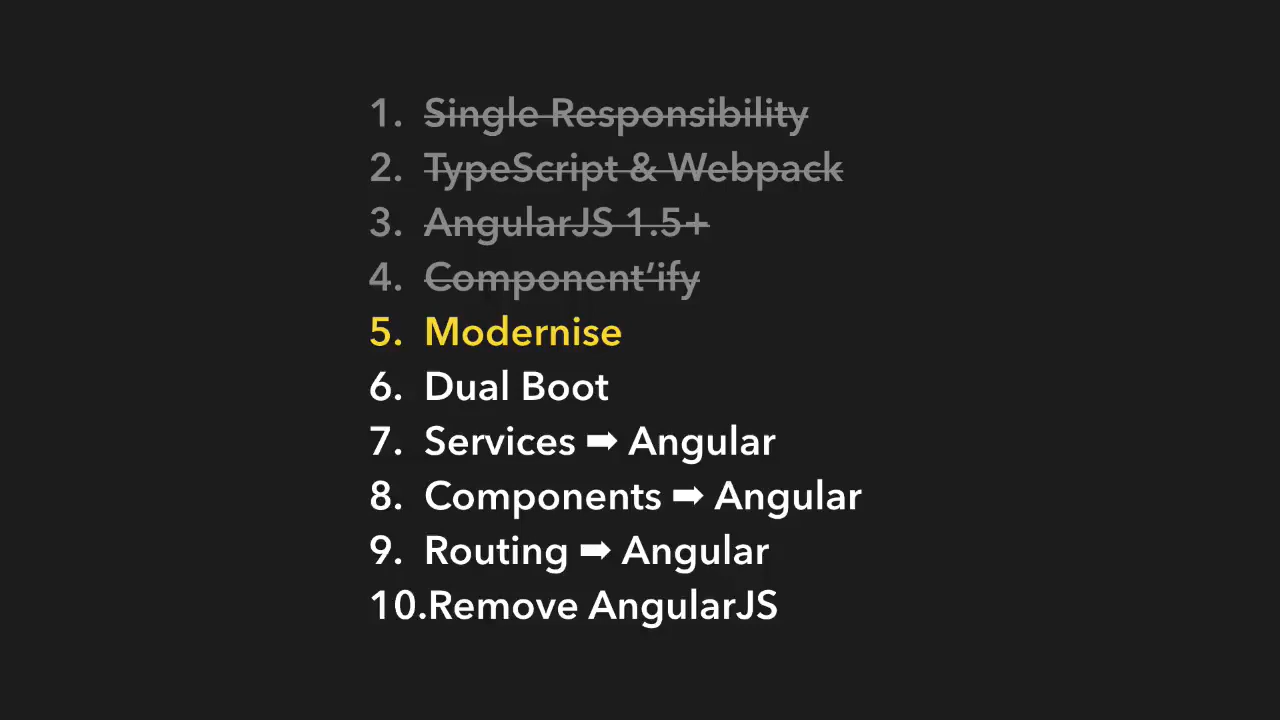 1. Single Responsibility
2. TypeScript & Webpack
3. AngularJS 1.5+
4. Component’ify
5. Modernise
6. Dual Boot
7. Services ➡ Angular
8. Components ➡ Angular
9. Routing ➡ Angular
10.Remove AngularJS